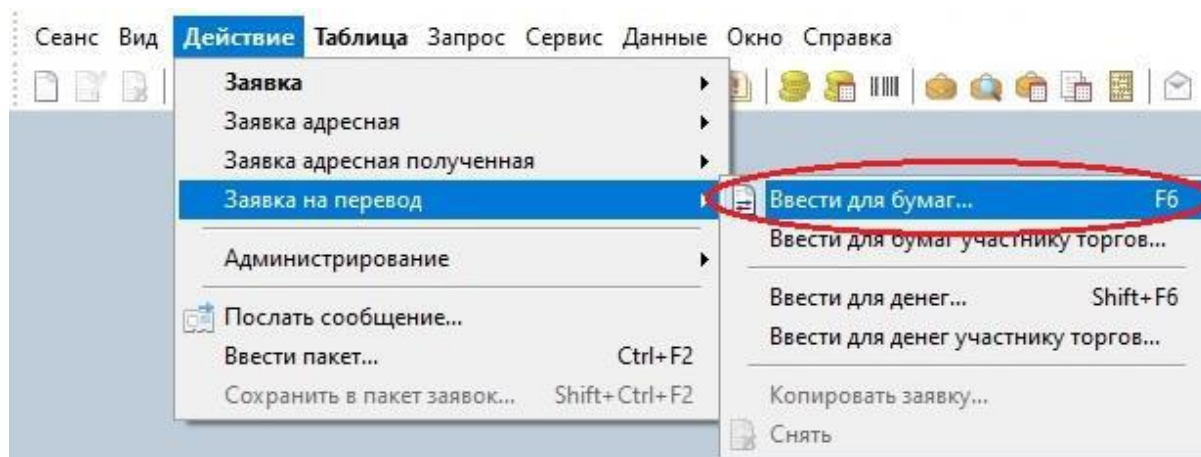 Сеанс Вид Действие Таблица Запрос Сервис Данные Окно Справка
Заявка
Заявка адресная
Заявка адресная полученная
Заявка на перевод
Ввести для бумаг... F6
Ввести для бумаг участнику торгов...
Администрирование
Ввести для денег... Shift+F6
Послать сообщение...
Ввести для денег участнику торгов...
Ввести пакет... Ctrl+F2
Сохранить в пакет заявок... Shift+Ctrl+F2
Копировать заявку...
Снять